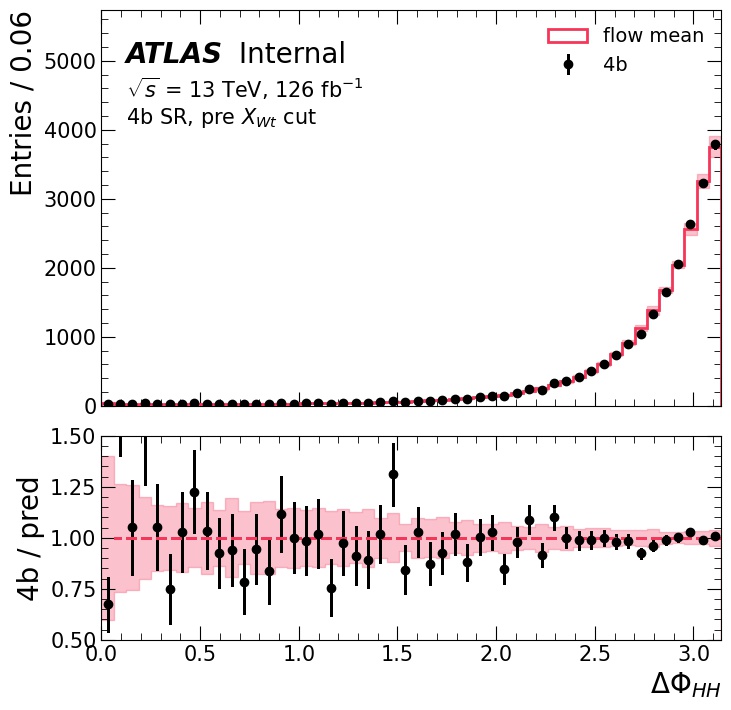 Entries / 0.06
5000
4000
3000
2000
1000
0
ATLAS Internal
√s = 13 TeV, 126 fb⁻¹
4b SR, pre X_Wt cut
flow mean
4b
4b / pred
1.50
1.25
1.00
0.75
0.50
0.0 0.5 1.0 1.5 2.0 2.5 3.0
ΔΦ_HH